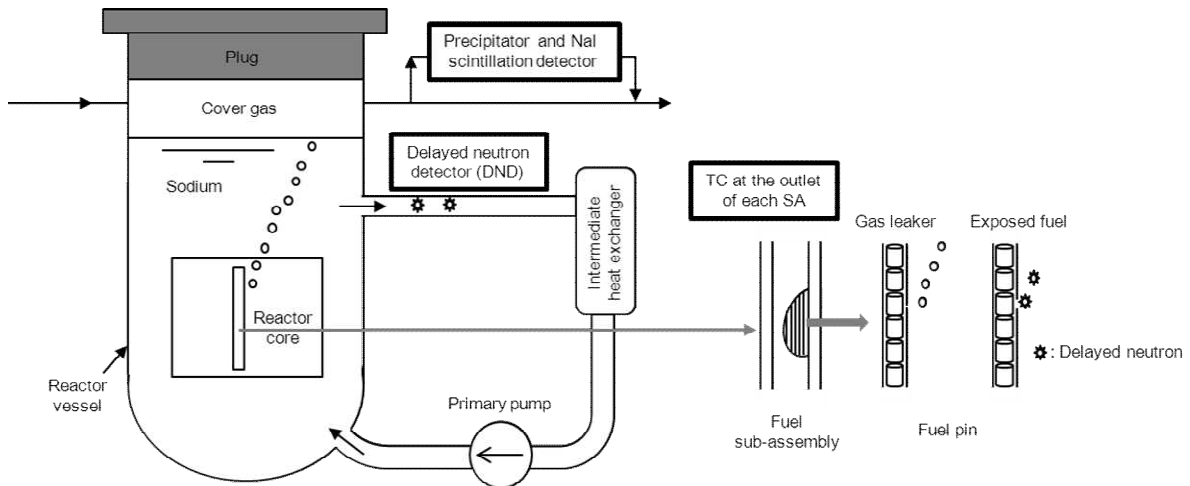 Plug
Precipitator and NaI
scintillation detector
Cover gas
Delayed neutron
detector (DND)
Sodium
TC at the outlet
of each SA
Intermediate
heat exchanger
Gas leaker
Exposed fuel
Reactor
core
: Delayed neutron
Reactor
vessel
Primary pump
Fuel
sub-assembly
Fuel pin